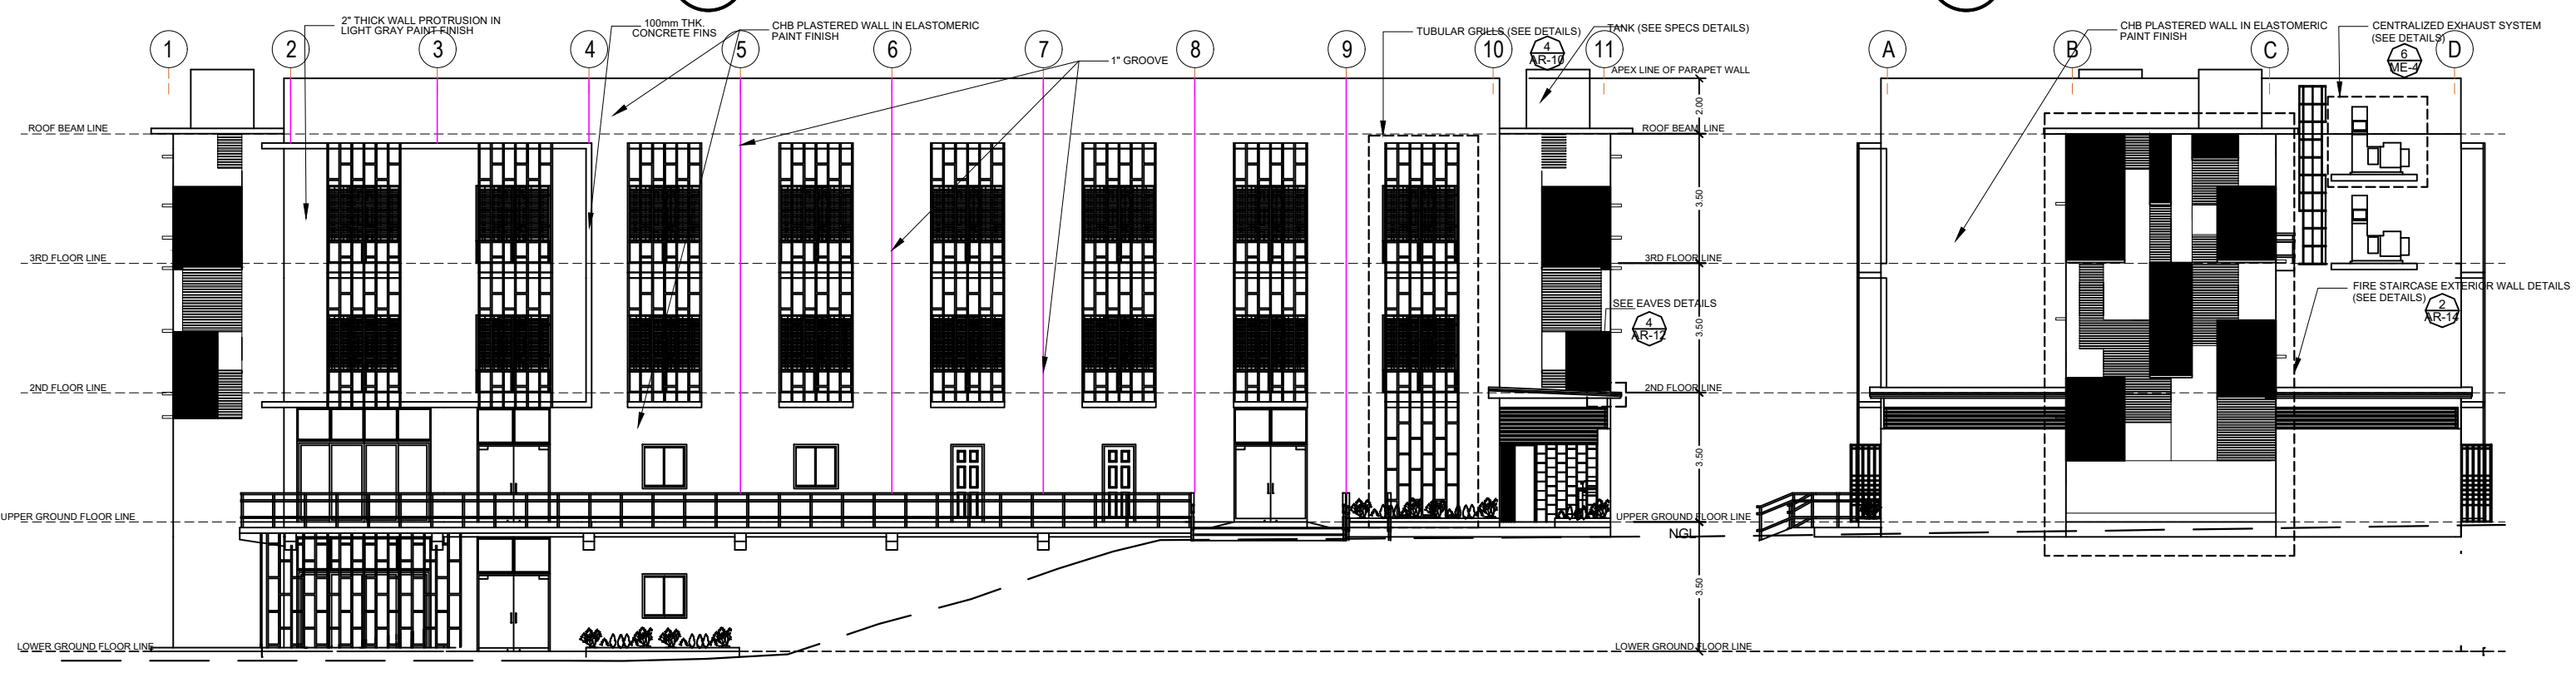 2" THICK WALL PROTRUSION IN
LIGHT GRAY PAINT FINISH
100mm THK.
CONCRETE FINS
CHB PLASTERED WALL IN ELASTOMERIC
PAINT FINISH
1" GROOVE
TUBULAR GRILLS (SEE DETAILS)
TANK (SEE SPECS DETAILS)
4
AR-10
CHB PLASTERED WALL IN ELASTOMERIC
PAINT FINISH
CENTRALIZED EXHAUST SYSTEM
(SEE DETAILS)
6
ME-4
1
2
3
4
5
6
7
8
9
10
11
A
B
C
D
APEX LINE OF PARAPET WALL
2.00
ROOF BEAM LINE
ROOF BEAM LINE
3.50
3RD FLOOR LINE
3RD FLOOR LINE
SEE EAVES DETAILS
4
AR-12
3.50
FIRE STAIRCASE EXTERIOR WALL DETAILS
(SEE DETAILS)
2
AR-14
2ND FLOOR LINE
2ND FLOOR LINE
3.50
UPPER GROUND FLOOR LINE
UPPER GROUND FLOOR LINE
NGL
3.50
LOWER GROUND FLOOR LINE
LOWER GROUND FLOOR LINE